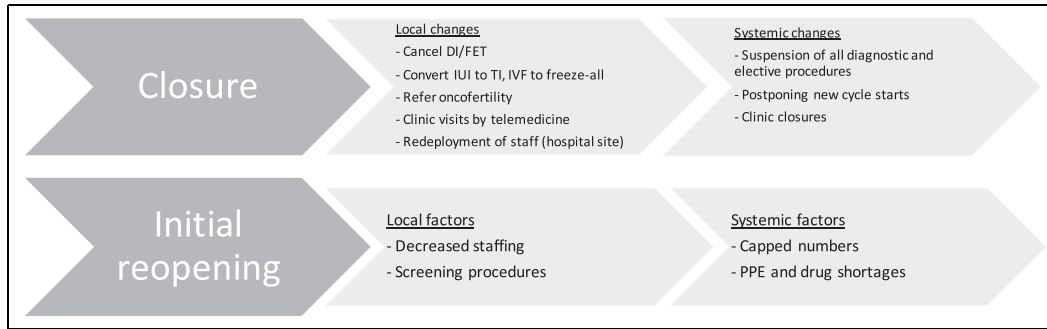 Closure
Local changes
- Cancel DI/FET
- Convert IUI to TI, IVF to freeze-all
- Refer oncofertility
- Clinic visits by telemedicine
- Redeployment of staff (hospital site)
Systemic changes
- Suspension of all diagnostic and
elective procedures
- Postponing new cycle starts
- Clinic closures
Initial
reopening
Local factors
- Decreased staffing
- Screening procedures
Systemic factors
- Capped numbers
- PPE and drug shortages